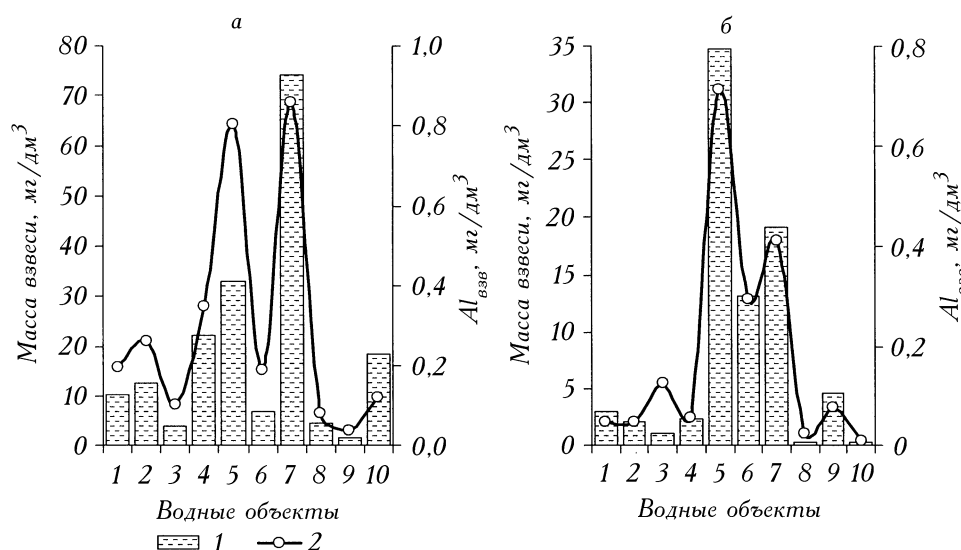 а
80
70
60
50
40
30
20
10
0
Масса взвеси, мг/дм³
1,0
0,8
0,6
0,4
0,2
0,0
Al взв, мг/дм³
1 2 3 4 5 6 7 8 9 10
Водные объекты
1 2
б
35
30
25
20
15
10
5
0
Масса взвеси, мг/дм³
0,8
0,6
0,4
0,2
0
Al взв, мг/дм³
1 2 3 4 5 6 7 8 9 10
Водные объекты